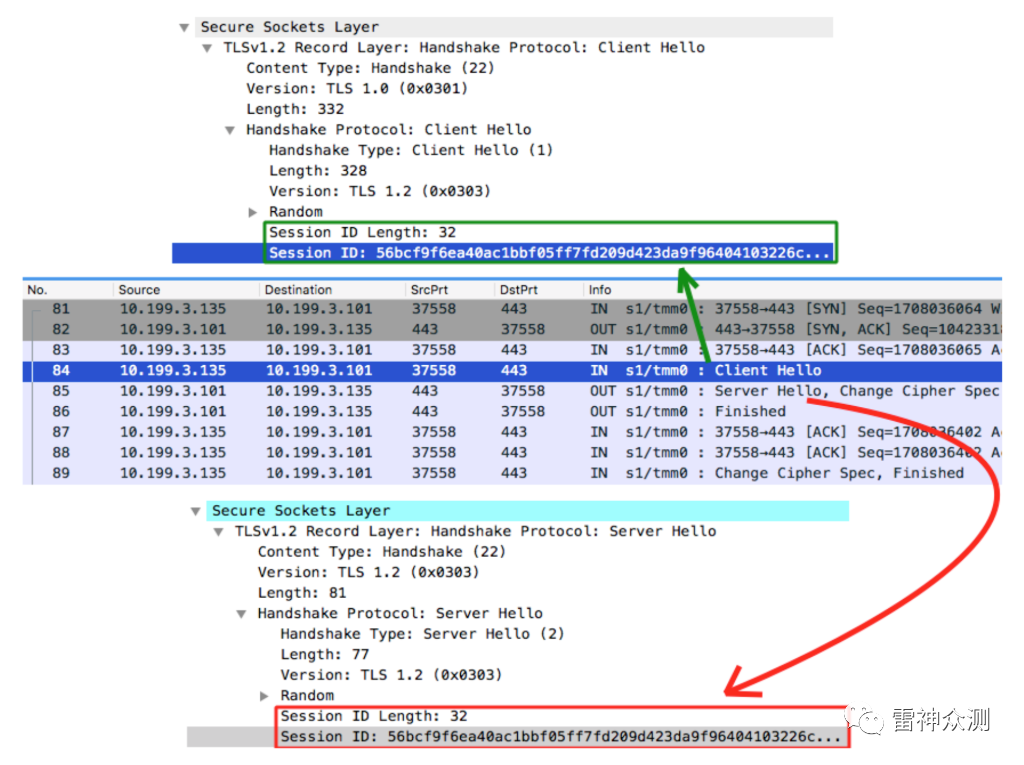 Secure Sockets Layer
TLSv1.2 Record Layer: Handshake Protocol: Client Hello
Content Type: Handshake (22)
Version: TLS 1.0 (0x0301)
Length: 332
Handshake Protocol: Client Hello
Handshake Type: Client Hello (1)
Length: 328
Version: TLS 1.2 (0x0303)
Random
Session ID Length: 32
Session ID: 56bcf9f6ea40ac1bbf05ff7fd209d423da9f96404103226c...
No. Source Destination SrcPrt DstPrt Info
81 10.199.3.135 10.199.3.101 37558 443 IN s1/tmm0 : 37558→443 [SYN] Seq=1708036064 W
82 10.199.3.101 10.199.3.135 443 37558 OUT s1/tmm0 : 443→37558 [SYN, ACK] Seq=10423318
83 10.199.3.135 10.199.3.101 37558 443 IN s1/tmm0 : 37558→443 [ACK] Seq=1708036065 A
84 10.199.3.135 10.199.3.101 37558 443 IN s1/tmm0 : Client Hello
85 10.199.3.101 10.199.3.135 443 37558 OUT s1/tmm0 : Server Hello, Change Cipher Spec
86 10.199.3.101 10.199.3.135 443 37558 OUT s1/tmm0 : Finished
87 10.199.3.135 10.199.3.101 37558 443 IN s1/tmm0 : 37558→443 [ACK] Seq=1708036402 A
88 10.199.3.135 10.199.3.101 37558 443 IN s1/tmm0 : 37558→443 [ACK] Seq=1708036402 A
89 10.199.3.135 10.199.3.101 37558 443 IN s1/tmm0 : Change Cipher Spec, Finished
Secure Sockets Layer
TLSv1.2 Record Layer: Handshake Protocol: Server Hello
Content Type: Handshake (22)
Version: TLS 1.2 (0x0303)
Length: 81
Handshake Protocol: Server Hello
Handshake Type: Server Hello (2)
Length: 77
Version: TLS 1.2 (0x0303)
Random
Session ID Length: 32
Session ID: 56bcf9f6ea40ac1bbf05ff7fd209d423da9f96404103226c...
雷神众测